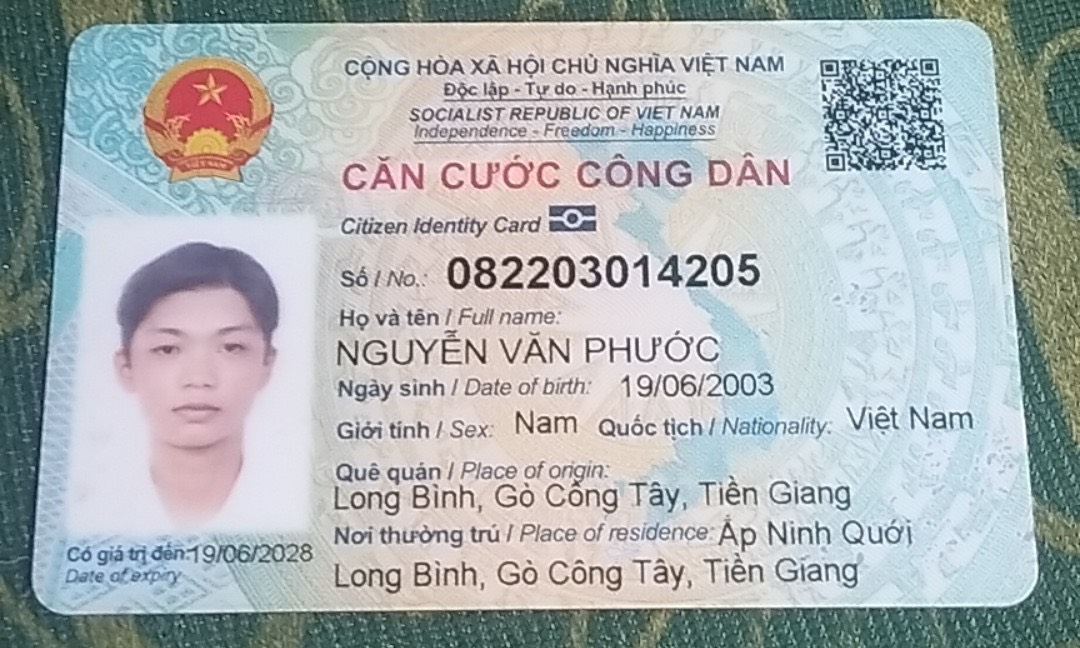 CỘNG HÒA XÃ HỘI CHỦ NGHĨA VIỆT NAM
Độc lập - Tự do - Hạnh phúc
SOCIALIST REPUBLIC OF VIET NAM
Independence - Freedom - Happiness
CĂN CƯỚC CÔNG DÂN
Citizen Identity Card
Số / No.: 082203014205
Họ và tên / Full name:
NGUYỄN VĂN PHƯỚC
Ngày sinh / Date of birth: 19/06/2003
Giới tính / Sex: Nam Quốc tịch / Nationality: Việt Nam
Quê quán / Place of origin:
Long Bình, Gò Công Tây, Tiền Giang
Nơi thường trú / Place of residence: Ấp Ninh Quới
Long Bình, Gò Công Tây, Tiền Giang
Có giá trị đến: 19/06/2028
Date of expiry
VIỆT NAM